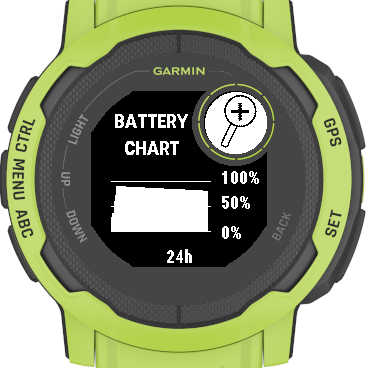 GARMIN
LIGHT
CTRL
MENU
UP
ABC
DOWN
GPS
SET
BACK
BATTERY
CHART
100%
50%
0%
24h